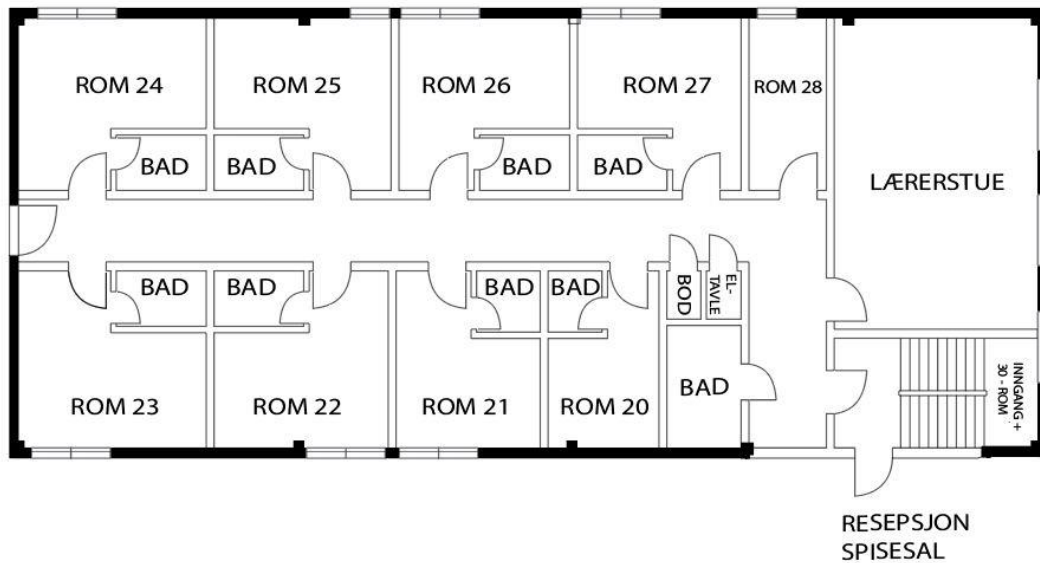 ROM 24
ROM 25
ROM 26
ROM 27
ROM 28
BAD
BAD
BAD
BAD
LÆRERSTUE
BAD
BAD
BAD
BAD
BOD
EL-
TAVLE
ROM 23
ROM 22
ROM 21
ROM 20
BAD
INNGANG +
30 - ROM
RESEPSJON
SPISESAL